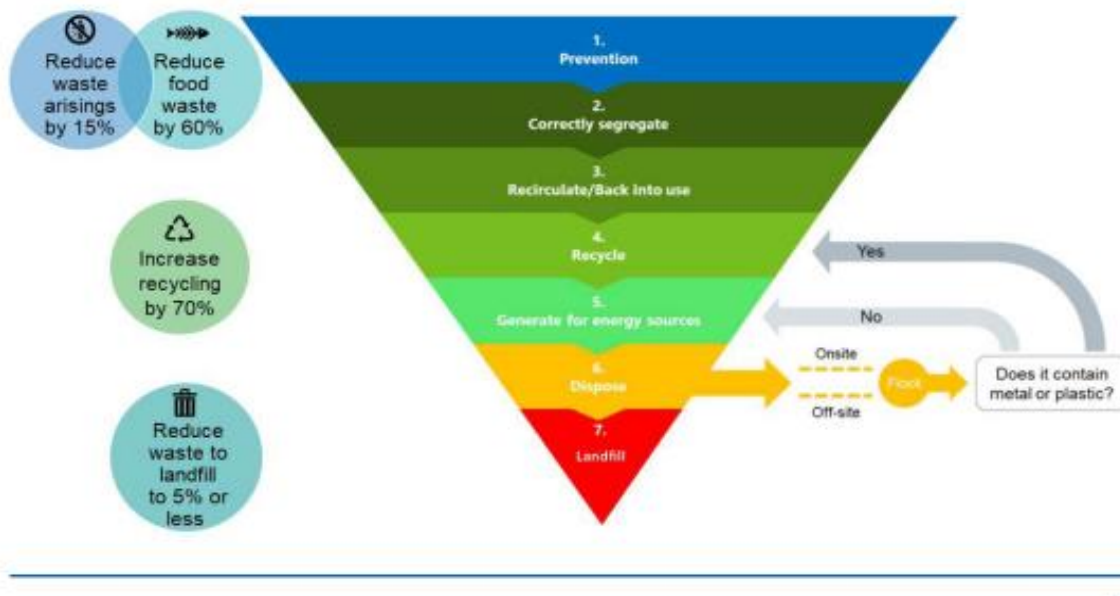 Reduce
waste
arisings
by 15%
Reduce
food
waste
by 60%
Increase
recycling
by 70%
Reduce
waste to
landfill
to 5% or
less
1.
Prevention
2.
Correctly segregate
3.
Recirculate/Back into use
4.
Recycle
5.
Generate for energy sources
6.
Dispose
7.
Landfill
Yes
No
Onsite
Off-site
Flock
Does it contain
metal or plastic?